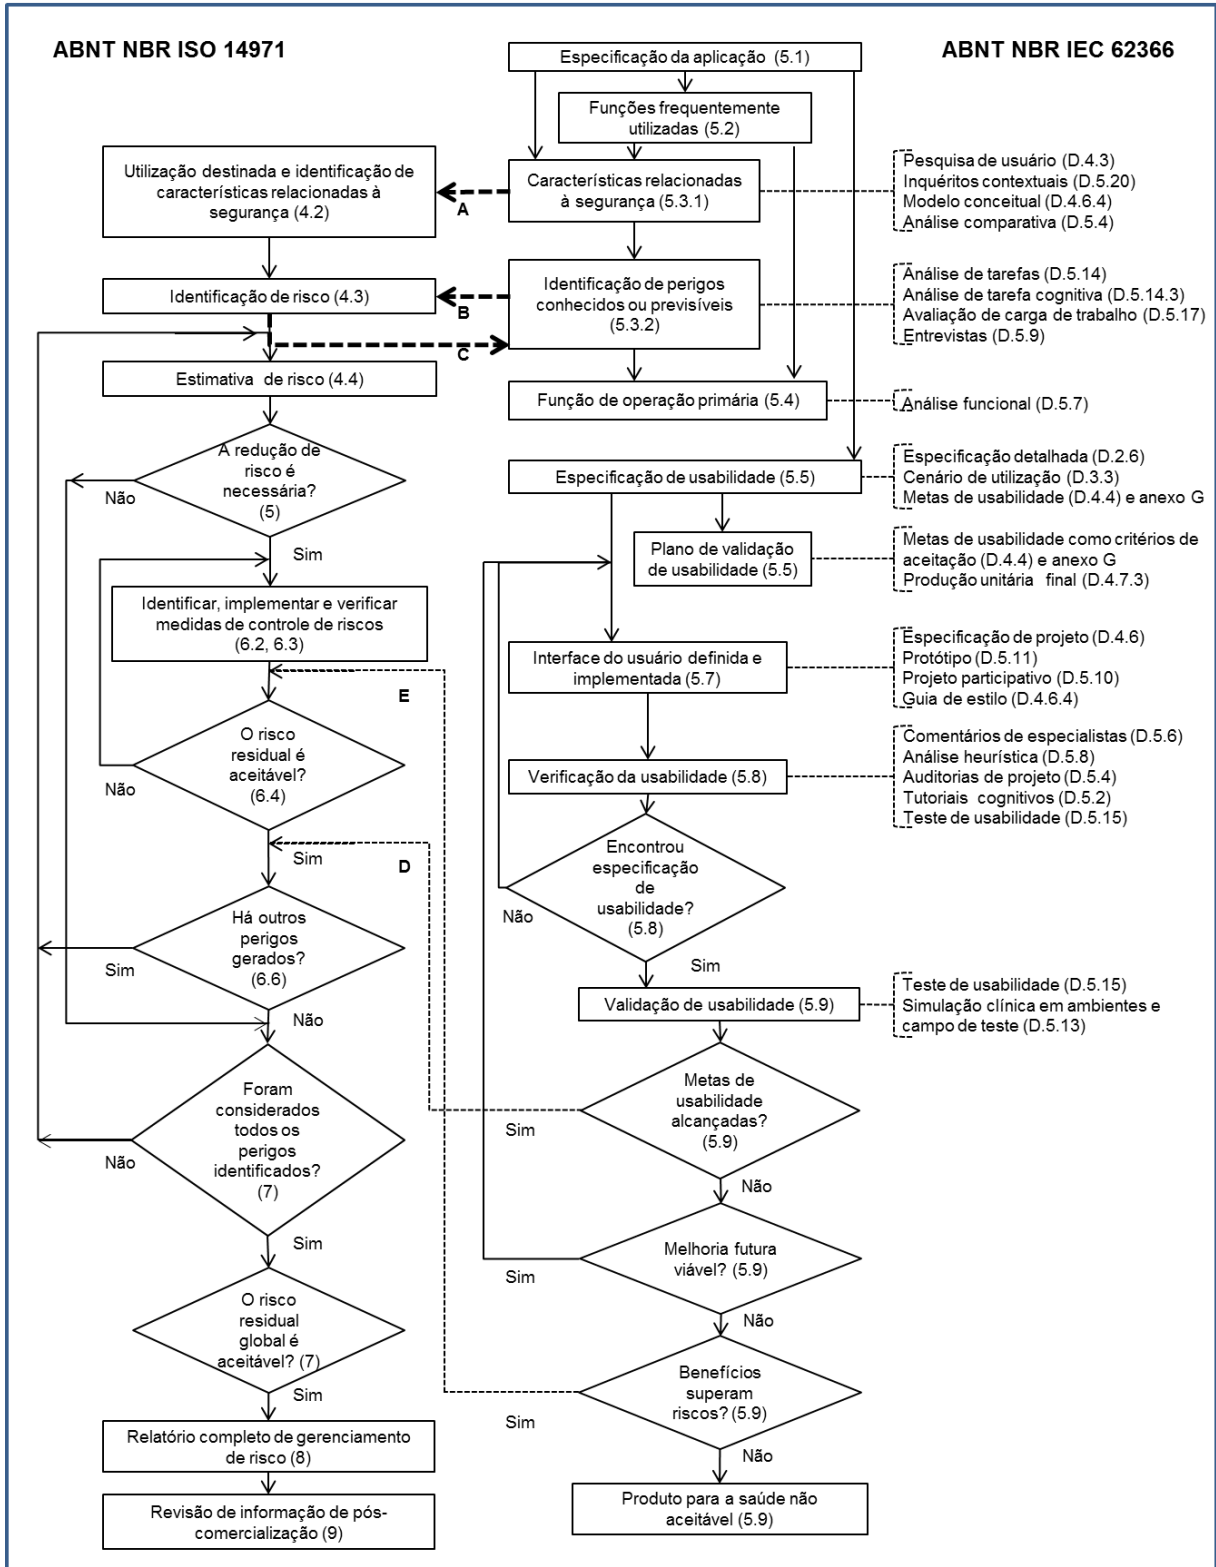 ABNT NBR ISO 14971
ABNT NBR IEC 62366
Especificação da aplicação (5.1)
Funções frequentemente
utilizadas (5.2)
Utilização destinada e identificação de
características relacionadas à
segurança (4.2)
A
Características relacionadas
à segurança (5.3.1)
Pesquisa de usuário (D.4.3)
Inquéritos contextuais (D.5.20)
Modelo conceitual (D.4.6.4)
Análise comparativa (D.5.4)
Identificação de risco (4.3)
B
C
Identificação de perigos
conhecidos ou previsíveis
(5.3.2)
Análise de tarefas (D.5.14)
Análise de tarefa cognitiva (D.5.14.3)
Avaliação de carga de trabalho (D.5.17)
Entrevistas (D.5.9)
Estimativa de risco (4.4)
Função de operação primária (5.4)
Análise funcional (D.5.7)
A redução de
risco é
necessária?
(5)
Não
Sim
Especificação de usabilidade (5.5)
Especificação detalhada (D.2.6)
Cenário de utilização (D.3.3)
Metas de usabilidade (D.4.4) e anexo G
Plano de validação
de usabilidade (5.5)
Metas de usabilidade como critérios de
aceitação (D.4.4) e anexo G
Produção unitária final (D.4.7.3)
Identificar, implementar e verificar
medidas de controle de riscos
(6.2, 6.3)
Interface do usuário definida e
implementada (5.7)
Especificação de projeto (D.4.6)
Protótipo (D.5.11)
Projeto participativo (D.5.10)
Guia de estilo (D.4.6.4)
E
O risco
residual é
aceitável?
(6.4)
Não
Sim
Verificação da usabilidade (5.8)
Comentários de especialistas (D.5.6)
Análise heurística (D.5.8)
Auditorias de projeto (D.5.4)
Tutoriais cognitivos (D.5.2)
Teste de usabilidade (D.5.15)
D
Encontrou
especificação
de
usabilidade?
(5.8)
Não
Sim
Há outros
perigos
gerados?
(6.6)
Sim
Não
Validação de usabilidade (5.9)
Teste de usabilidade (D.5.15)
Simulação clínica em ambientes e
campo de teste (D.5.13)
Foram
considerados
todos os
perigos
identificados?
(7)
Não
Sim
Metas de
usabilidade
alcançadas?
(5.9)
Sim
Não
Melhoria futura
viável? (5.9)
Sim
Não
O risco
residual
global é
aceitável? (7)
Sim
Benefícios
superam
riscos? (5.9)
Sim
Não
Relatório completo de gerenciamento
de risco (8)
Revisão de informação de pós-
comercialização (9)
Produto para a saúde não
aceitável (5.9)